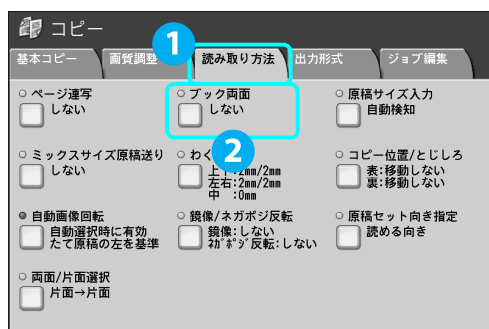 コピー
1
基本コピー
画質調整
読み取り方法
出力形式
ジョブ編集
ページ連写
しない
ブック両面
しない
原稿サイズ入力
自動検知
ミックスサイズ原稿送り
しない
2
わく
上下:2mm/2mm
左右:2mm/2mm
中 :0mm
コピー位置/とじしろ
表:移動しない
裏:移動しない
自動画像回転
自動選択時に有効
たて原稿の左を基準
鏡像/ネガポジ反転
鏡像:しない
ネガポジ反転:しない
原稿セット向き指定
読める向き
両面/片面選択
片面→片面